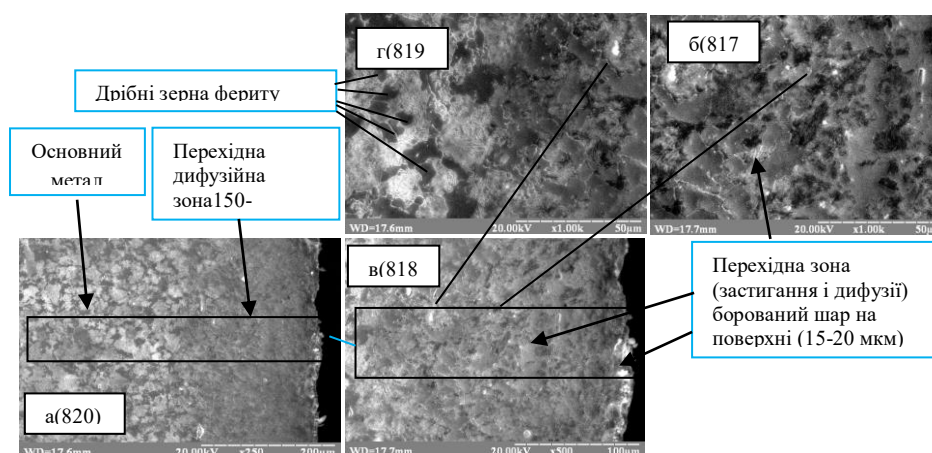 г(819
б(817
Дрібні зерна фериту
Основний
метал
Перехідна
дифузійна
зона150-
WD=17.6mm 20.00kV x1.00k 50µm
WD=17.7mm 20.00kV x1.00k 50µ
в(818
Перехідна зона
(застигання і дифузії)
борований шар на
поверхні (15-20 мкм)
а(820)
WD=17.6mm 20.00kV x250 200µm
WD=17.7mm 20.00kV x500 100µm